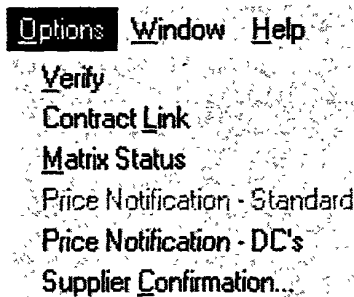 Options Window Help
Verify
Contract Link
Matrix Status
Price Notification - Standard
Price Notification - DC's
Supplier Confirmation...